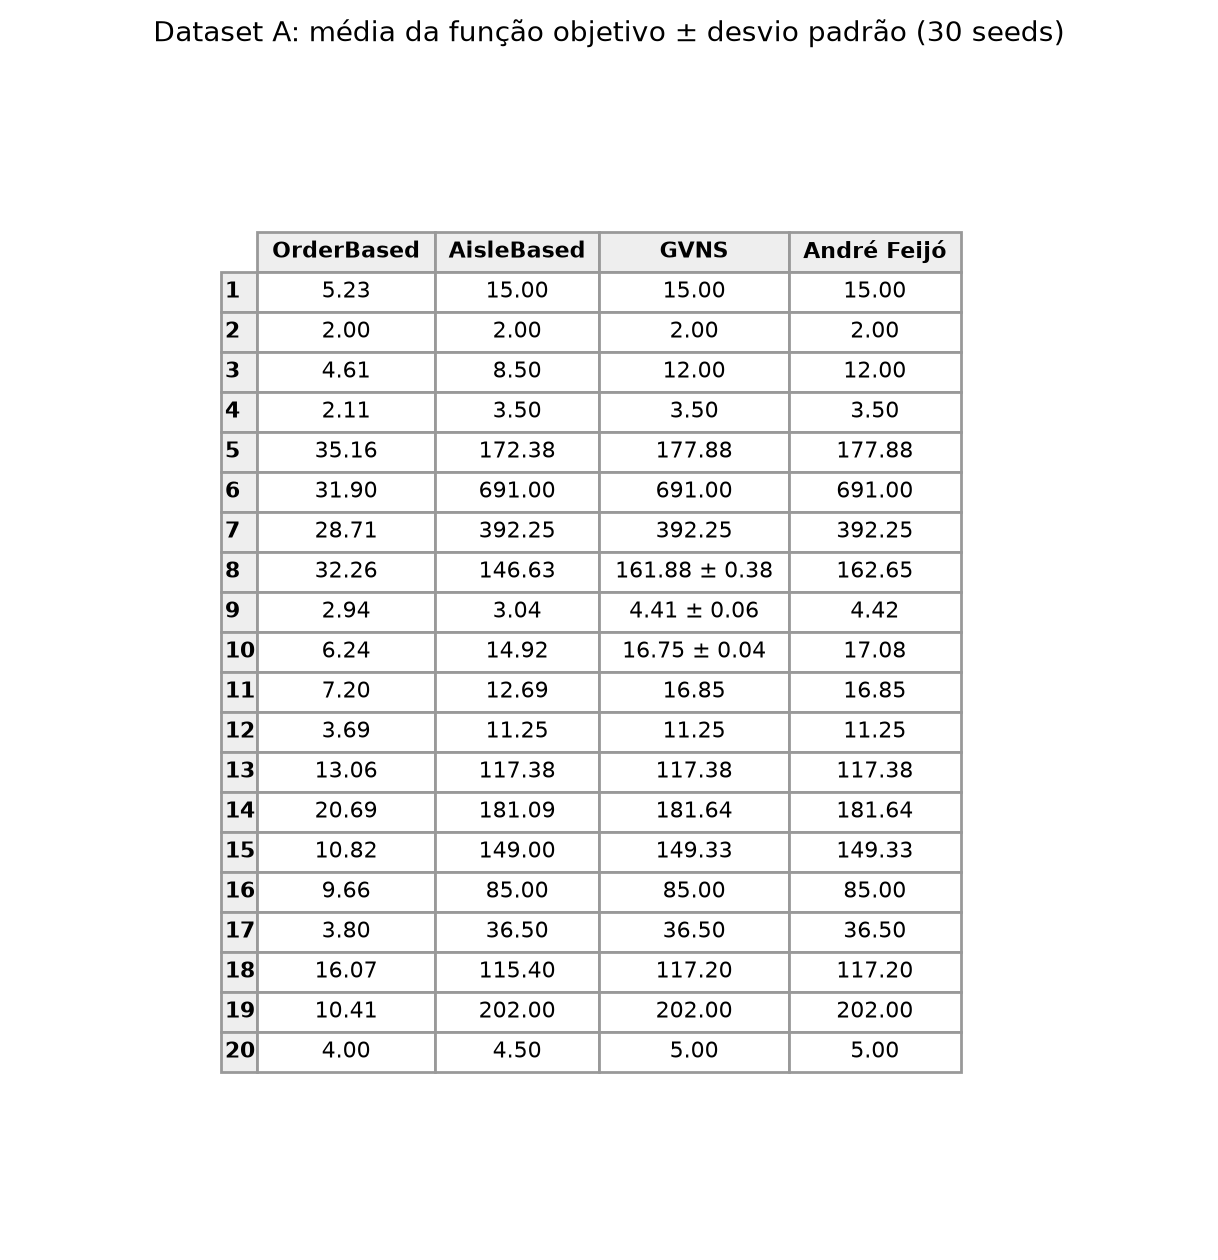 Dataset A: média da função objetivo ± desvio padrão (30 seeds)
OrderBased AisleBased GVNS André Feijó
1 5.23 15.00 15.00 15.00
2 2.00 2.00 2.00 2.00
3 4.61 8.50 12.00 12.00
4 2.11 3.50 3.50 3.50
5 35.16 172.38 177.88 177.88
6 31.90 691.00 691.00 691.00
7 28.71 392.25 392.25 392.25
8 32.26 146.63 161.88 ± 0.38 162.65
9 2.94 3.04 4.41 ± 0.06 4.42
10 6.24 14.92 16.75 ± 0.04 17.08
11 7.20 12.69 16.85 16.85
12 3.69 11.25 11.25 11.25
13 13.06 117.38 117.38 117.38
14 20.69 181.09 181.64 181.64
15 10.82 149.00 149.33 149.33
16 9.66 85.00 85.00 85.00
17 3.80 36.50 36.50 36.50
18 16.07 115.40 117.20 117.20
19 10.41 202.00 202.00 202.00
20 4.00 4.50 5.00 5.00